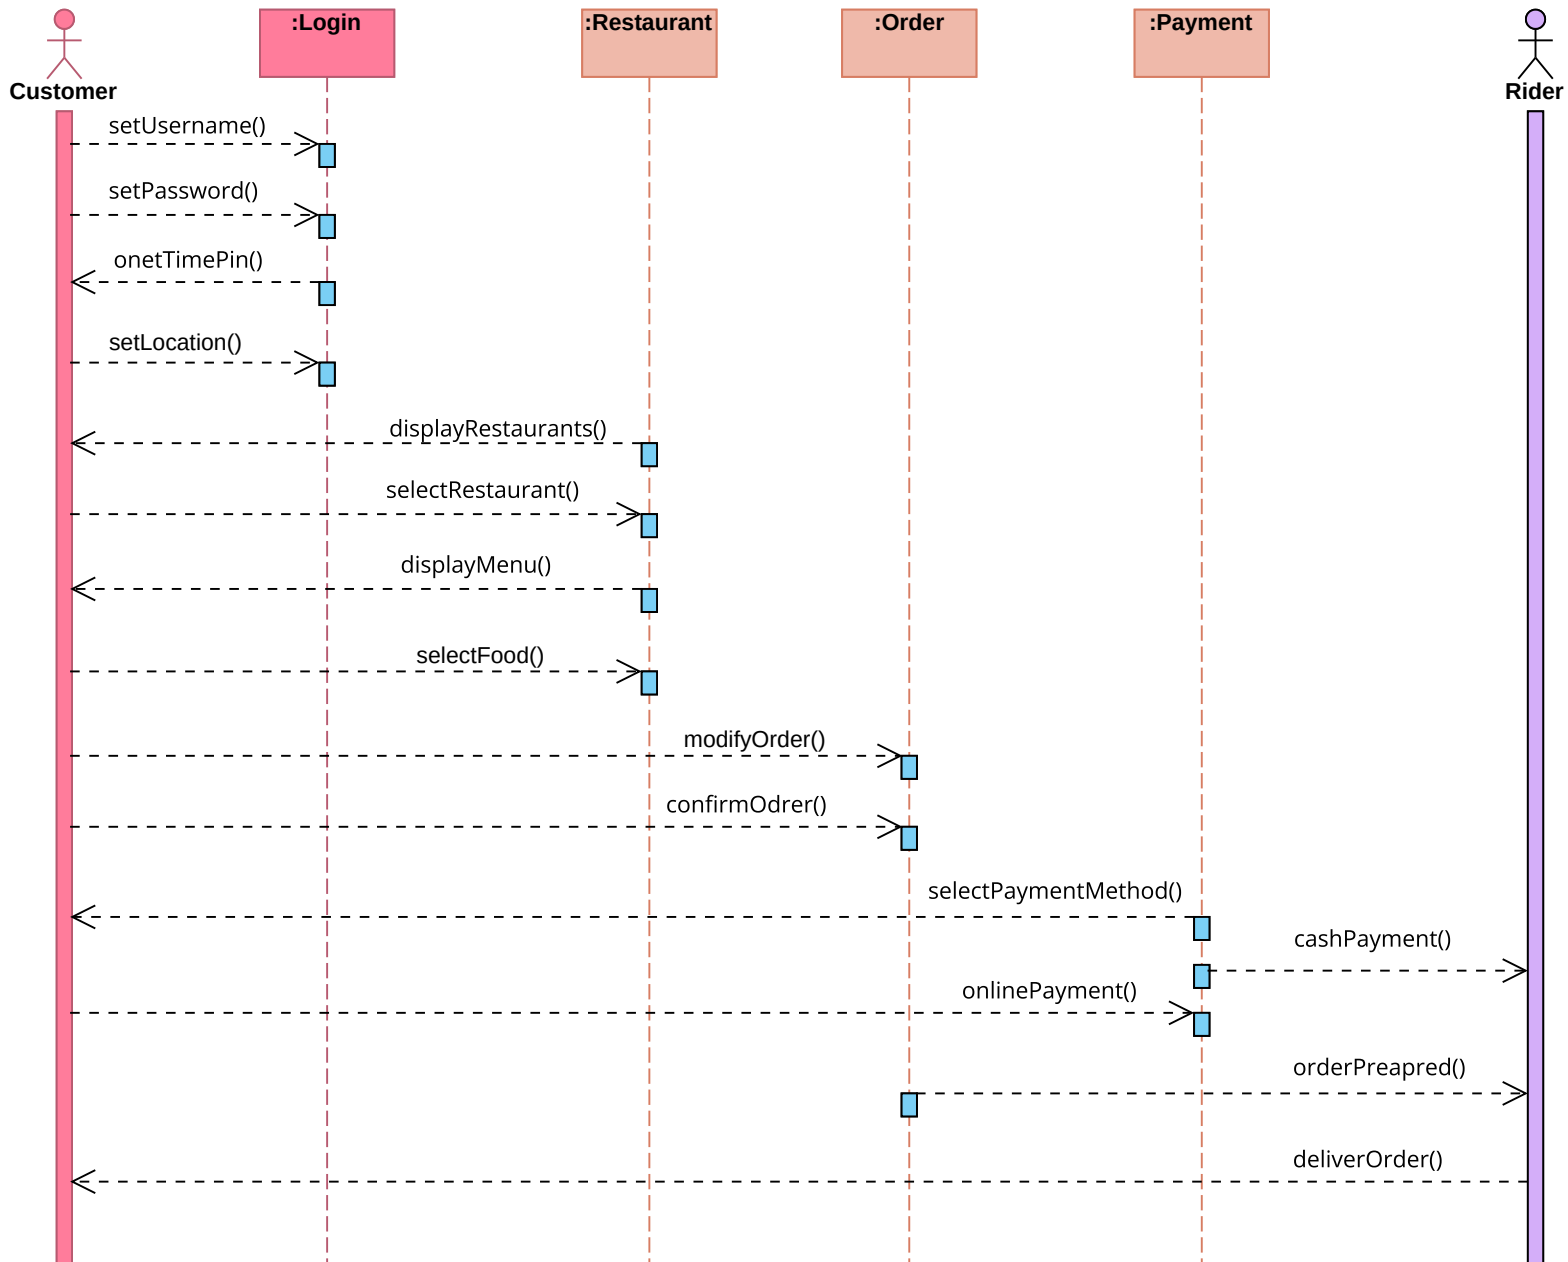 :Login
:Restaurant
:Order
:Payment
Customer
Rider
setUsername()
setPassword()
onetTimePin()
setLocation()
displayRestaurants()
selectRestaurant()
displayMenu()
selectFood()
modifyOrder()
confirmOdrer()
selectPaymentMethod()
cashPayment()
onlinePayment()
orderPreapred()
deliverOrder()